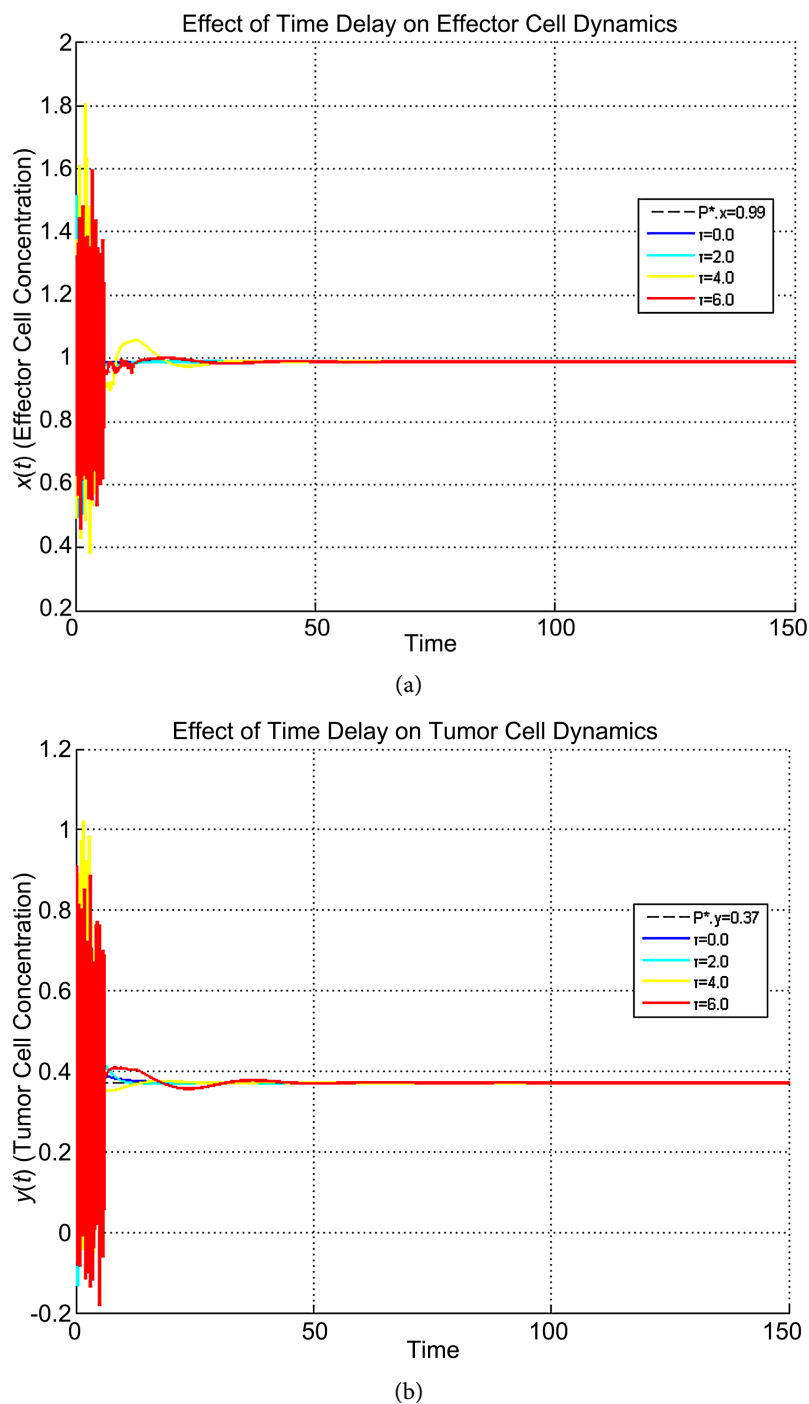 Effect of Time Delay on Effector Cell Dynamics
2
1.8
1.6
1.4
1.2
1
0.8
0.6
0.4
0.2
x(t) (Effector Cell Concentration)
P*.x=0.99
τ=0.0
τ=2.0
τ=4.0
τ=6.0
0
50
100
150
Time
(a)
Effect of Time Delay on Tumor Cell Dynamics
1.2
1
0.8
0.6
0.4
0.2
0
-0.2
y(t) (Tumor Cell Concentration)
P*.y=0.37
τ=0.0
τ=2.0
τ=4.0
τ=6.0
0
50
100
150
Time
(b)